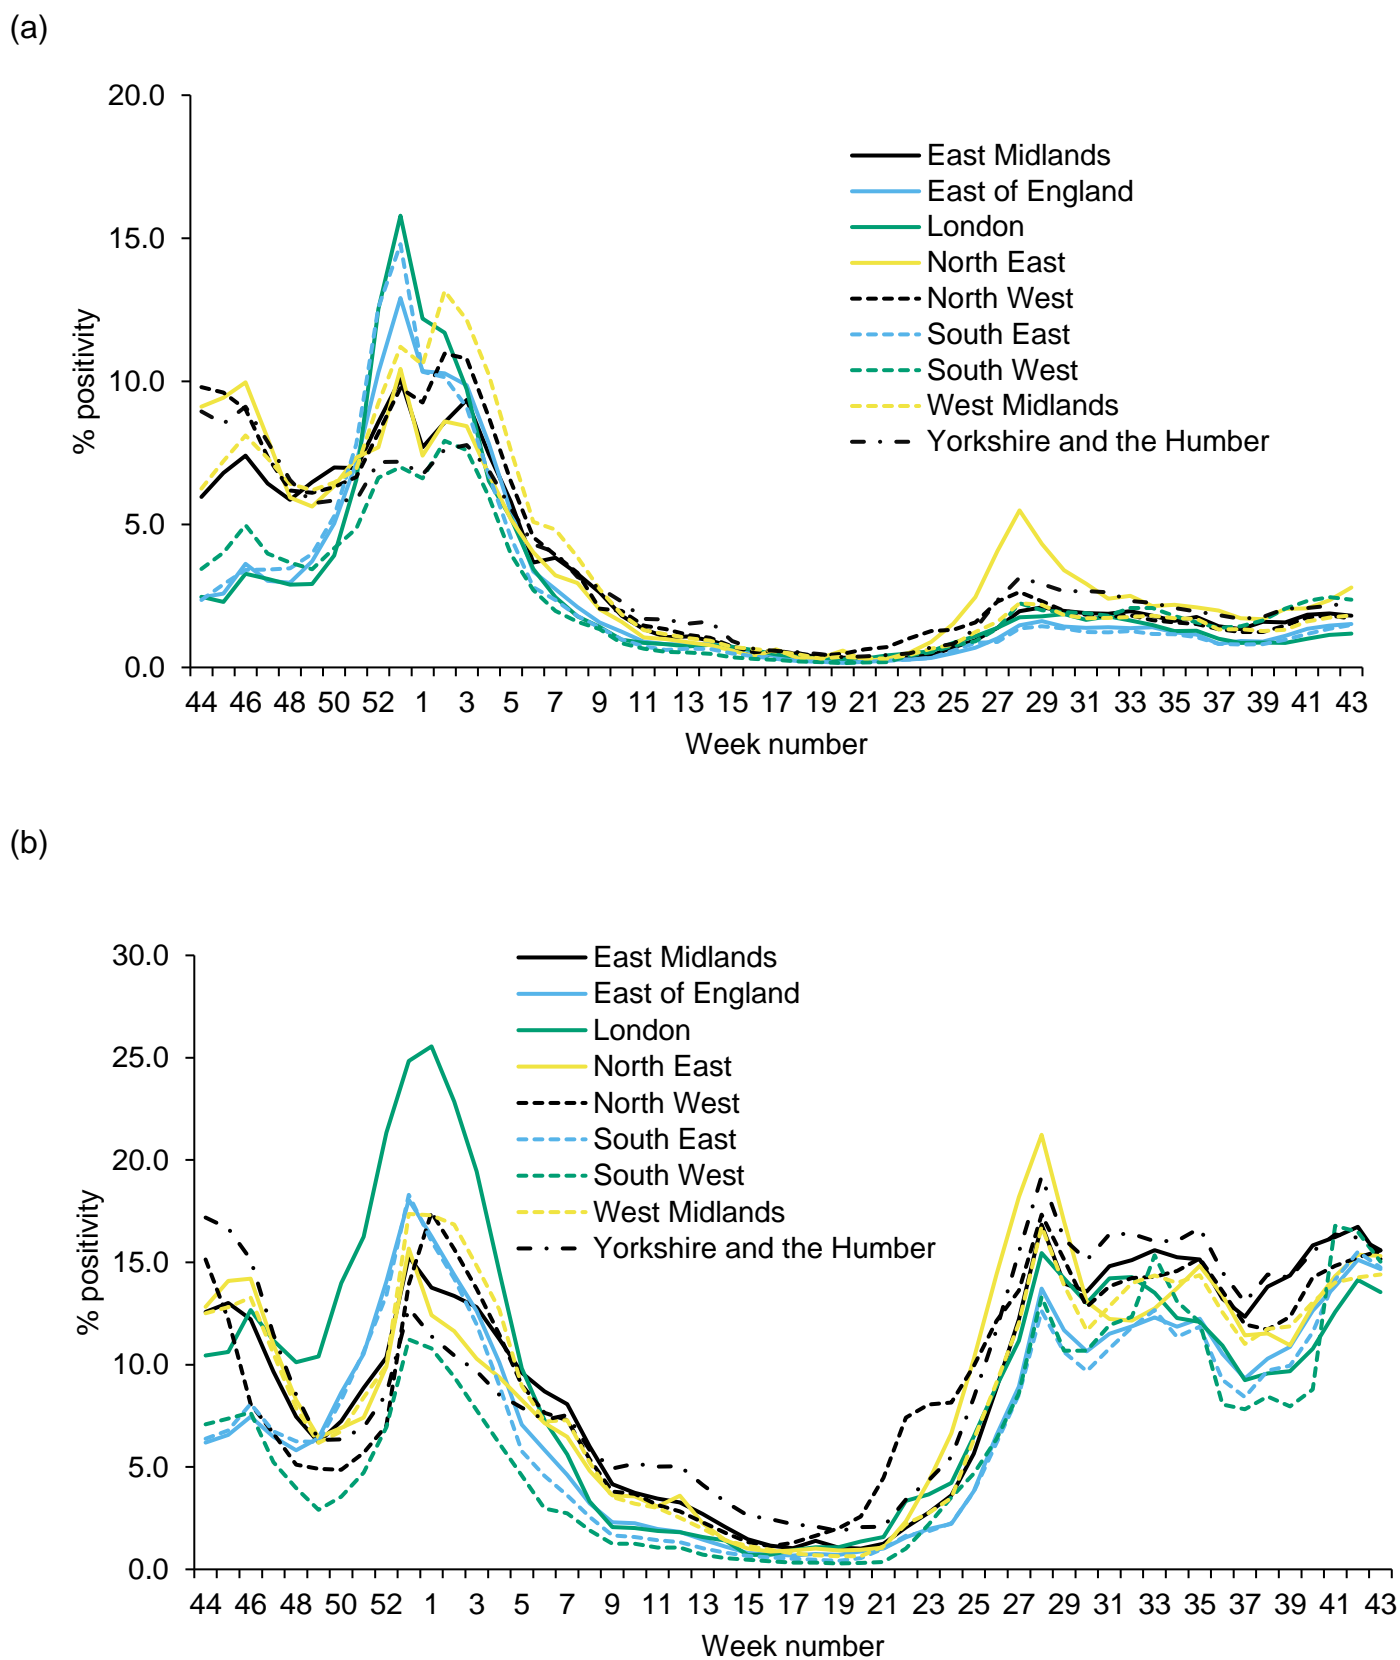 (a)
20.0
15.0
10.0
5.0
0.0
% positivity
East Midlands
East of England
London
North East
North West
South East
South West
West Midlands
Yorkshire and the Humber
44 46 48 50 52 1 3 5 7 9 11 13 15 17 19 21 23 25 27 29 31 33 35 37 39 41 43
Week number
(b)
30.0
25.0
20.0
15.0
10.0
5.0
0.0
% positivity
East Midlands
East of England
London
North East
North West
South East
South West
West Midlands
Yorkshire and the Humber
44 46 48 50 52 1 3 5 7 9 11 13 15 17 19 21 23 25 27 29 31 33 35 37 39 41 43
Week number